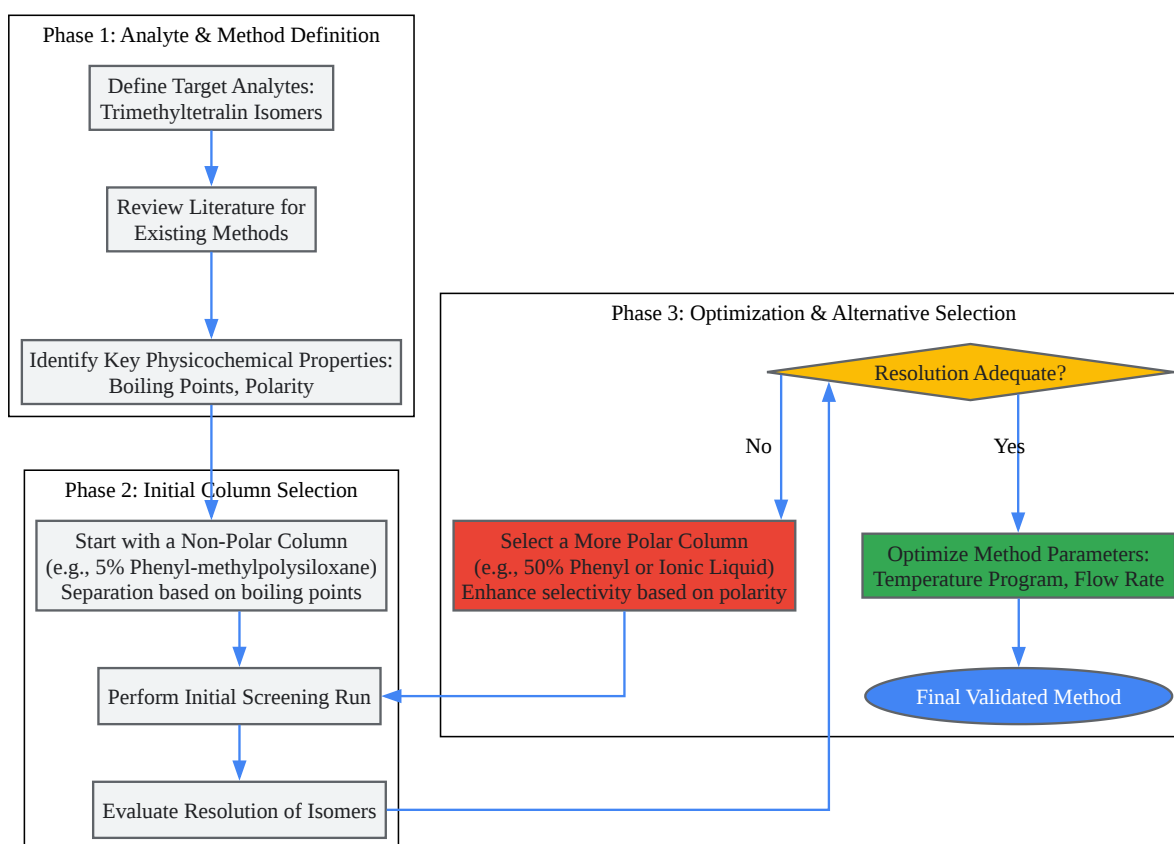 Phase 1: Analyte & Method Definition
Define Target Analytes:
Trimethyltetralin Isomers
Review Literature for
Existing Methods
Identify Key Physicochemical Properties:
Boiling Points, Polarity
Phase 2: Initial Column Selection
Start with a Non-Polar Column
(e.g., 5% Phenyl-methylpolysiloxane)
Separation based on boiling points
Perform Initial Screening Run
Evaluate Resolution of Isomers
Phase 3: Optimization & Alternative Selection
Resolution Adequate?
No
Yes
Select a More Polar Column
(e.g., 50% Phenyl or Ionic Liquid)
Enhance selectivity based on polarity
Optimize Method Parameters:
Temperature Program, Flow Rate
Final Validated Method